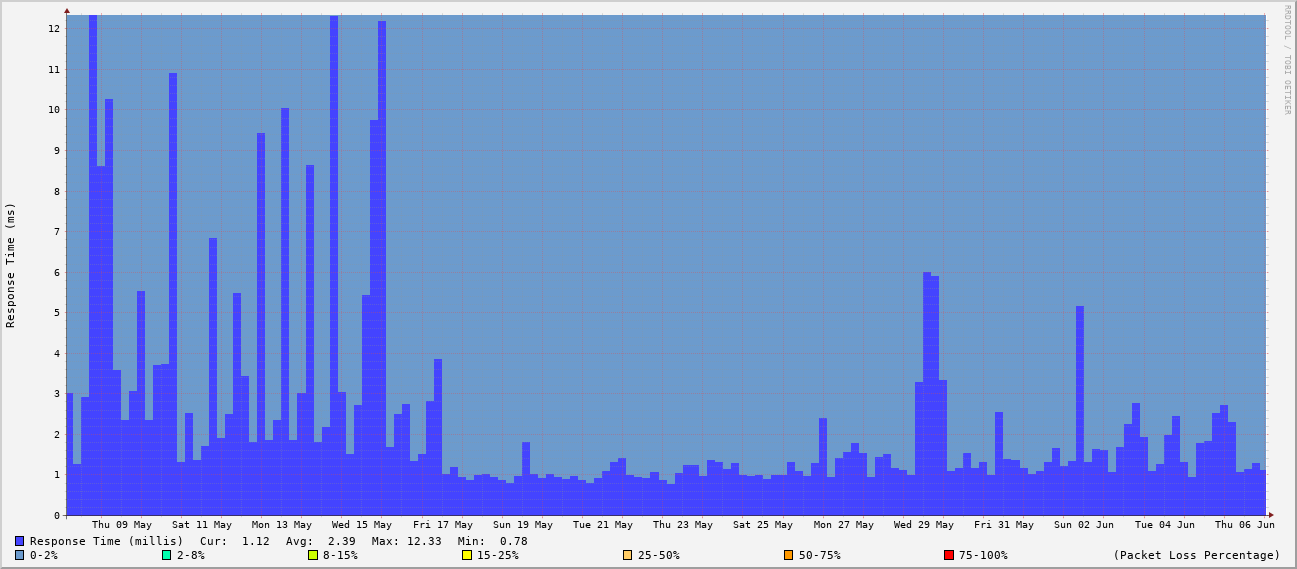 RRDTOOL / TOBI OETIKER
Response Time (ms)
12
11
10
9
8
7
6
5
4
3
2
1
0
Thu 09 May Sat 11 May Mon 13 May Wed 15 May Fri 17 May Sun 19 May Tue 21 May Thu 23 May Sat 25 May Mon 27 May Wed 29 May Fri 31 May Sun 02 Jun Tue 04 Jun Thu 06 Jun
Response Time (millis) Cur: 1.12 Avg: 2.39 Max: 12.33 Min: 0.78
0-2% 2-8% 8-15% 15-25% 25-50% 50-75% 75-100% (Packet Loss Percentage)